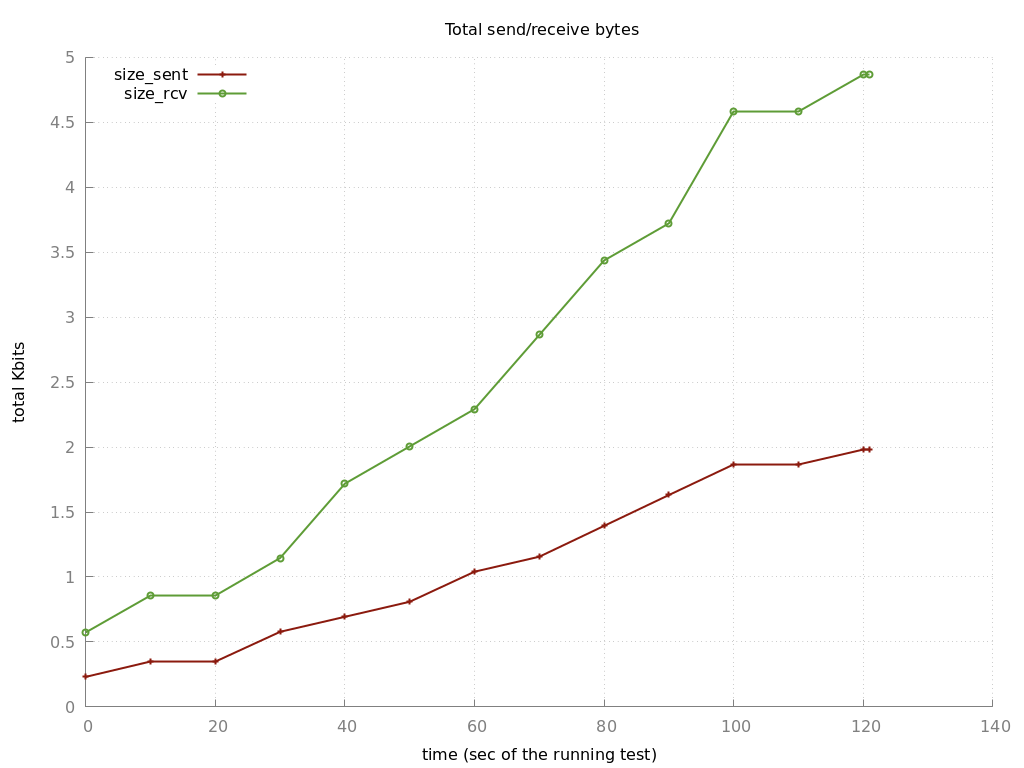 Total send/receive bytes
size_sent
size_rcv
5
4.5
4
3.5
3
2.5
2
1.5
1
0.5
0
total Kbits
0 20 40 60 80 100 120 140
time (sec of the running test)